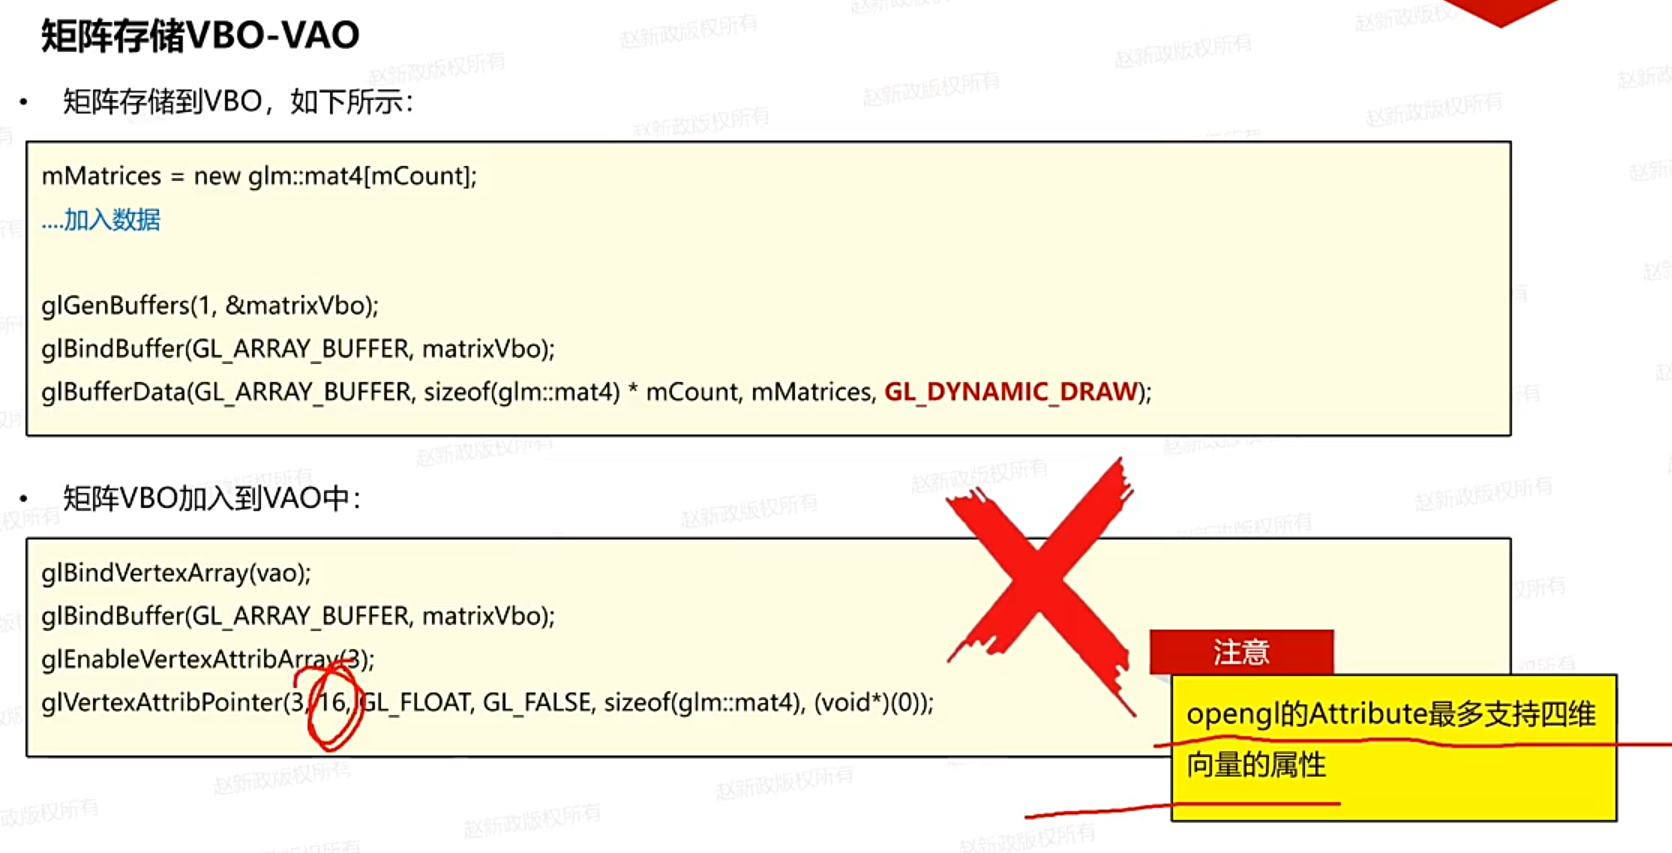 矩阵存储VBO-VAO
• 矩阵存储到VBO，如下所示：
mMatrices = new glm::mat4[mCount];
....加入数据
glGenBuffers(1, &matrixVbo);
glBindBuffer(GL_ARRAY_BUFFER, matrixVbo);
glBufferData(GL_ARRAY_BUFFER, sizeof(glm::mat4) * mCount, mMatrices, GL_DYNAMIC_DRAW);
• 矩阵VBO加入到VAO中：
glBindVertexArray(vao);
glBindBuffer(GL_ARRAY_BUFFER, matrixVbo);
glEnableVertexAttribArray(3);
glVertexAttribPointer(3, 16, GL_FLOAT, GL_FALSE, sizeof(glm::mat4), (void*)(0));
注意
opengl的Attribute最多支持四维
向量的属性
赵新政版权所有